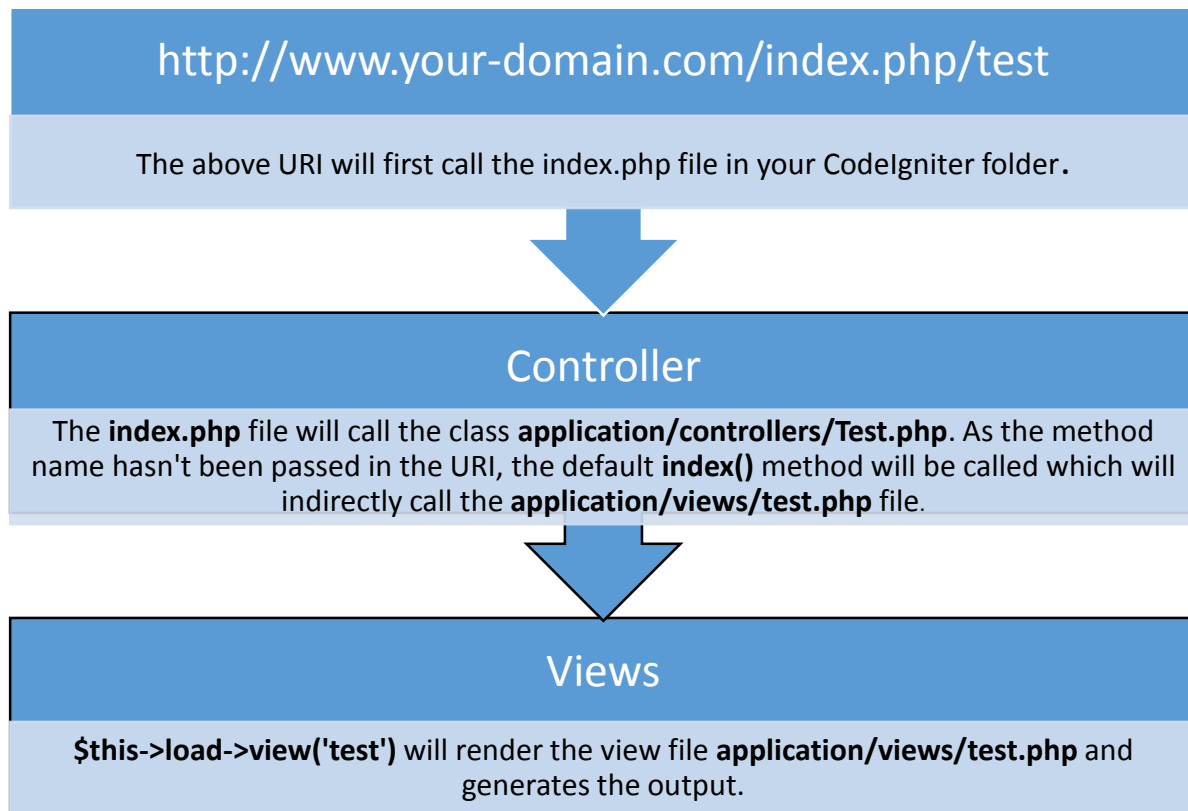 http://www.your-domain.com/index.php/test
The above URI will first call the index.php file in your CodeIgniter folder.
Controller
The index.php file will call the class application/controllers/Test.php. As the method
name hasn't been passed in the URI, the default index() method will be called which will
indirectly call the application/views/test.php file.
Views
$this->load->view('test') will render the view file application/views/test.php and
generates the output.